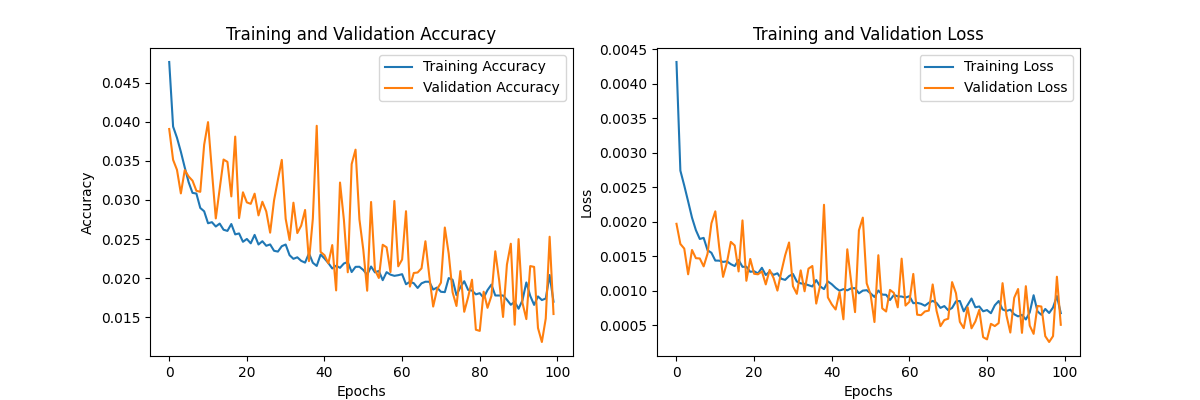 Training and Validation Accuracy
Training Accuracy
Validation Accuracy
0.045
0.040
0.035
0.030
0.025
0.020
0.015
Accuracy
0
20
40
60
80
100
Epochs
Training and Validation Loss
Training Loss
Validation Loss
0.0045
0.0040
0.0035
0.0030
0.0025
0.0020
0.0015
0.0010
0.0005
Loss
0
20
40
60
80
100
Epochs